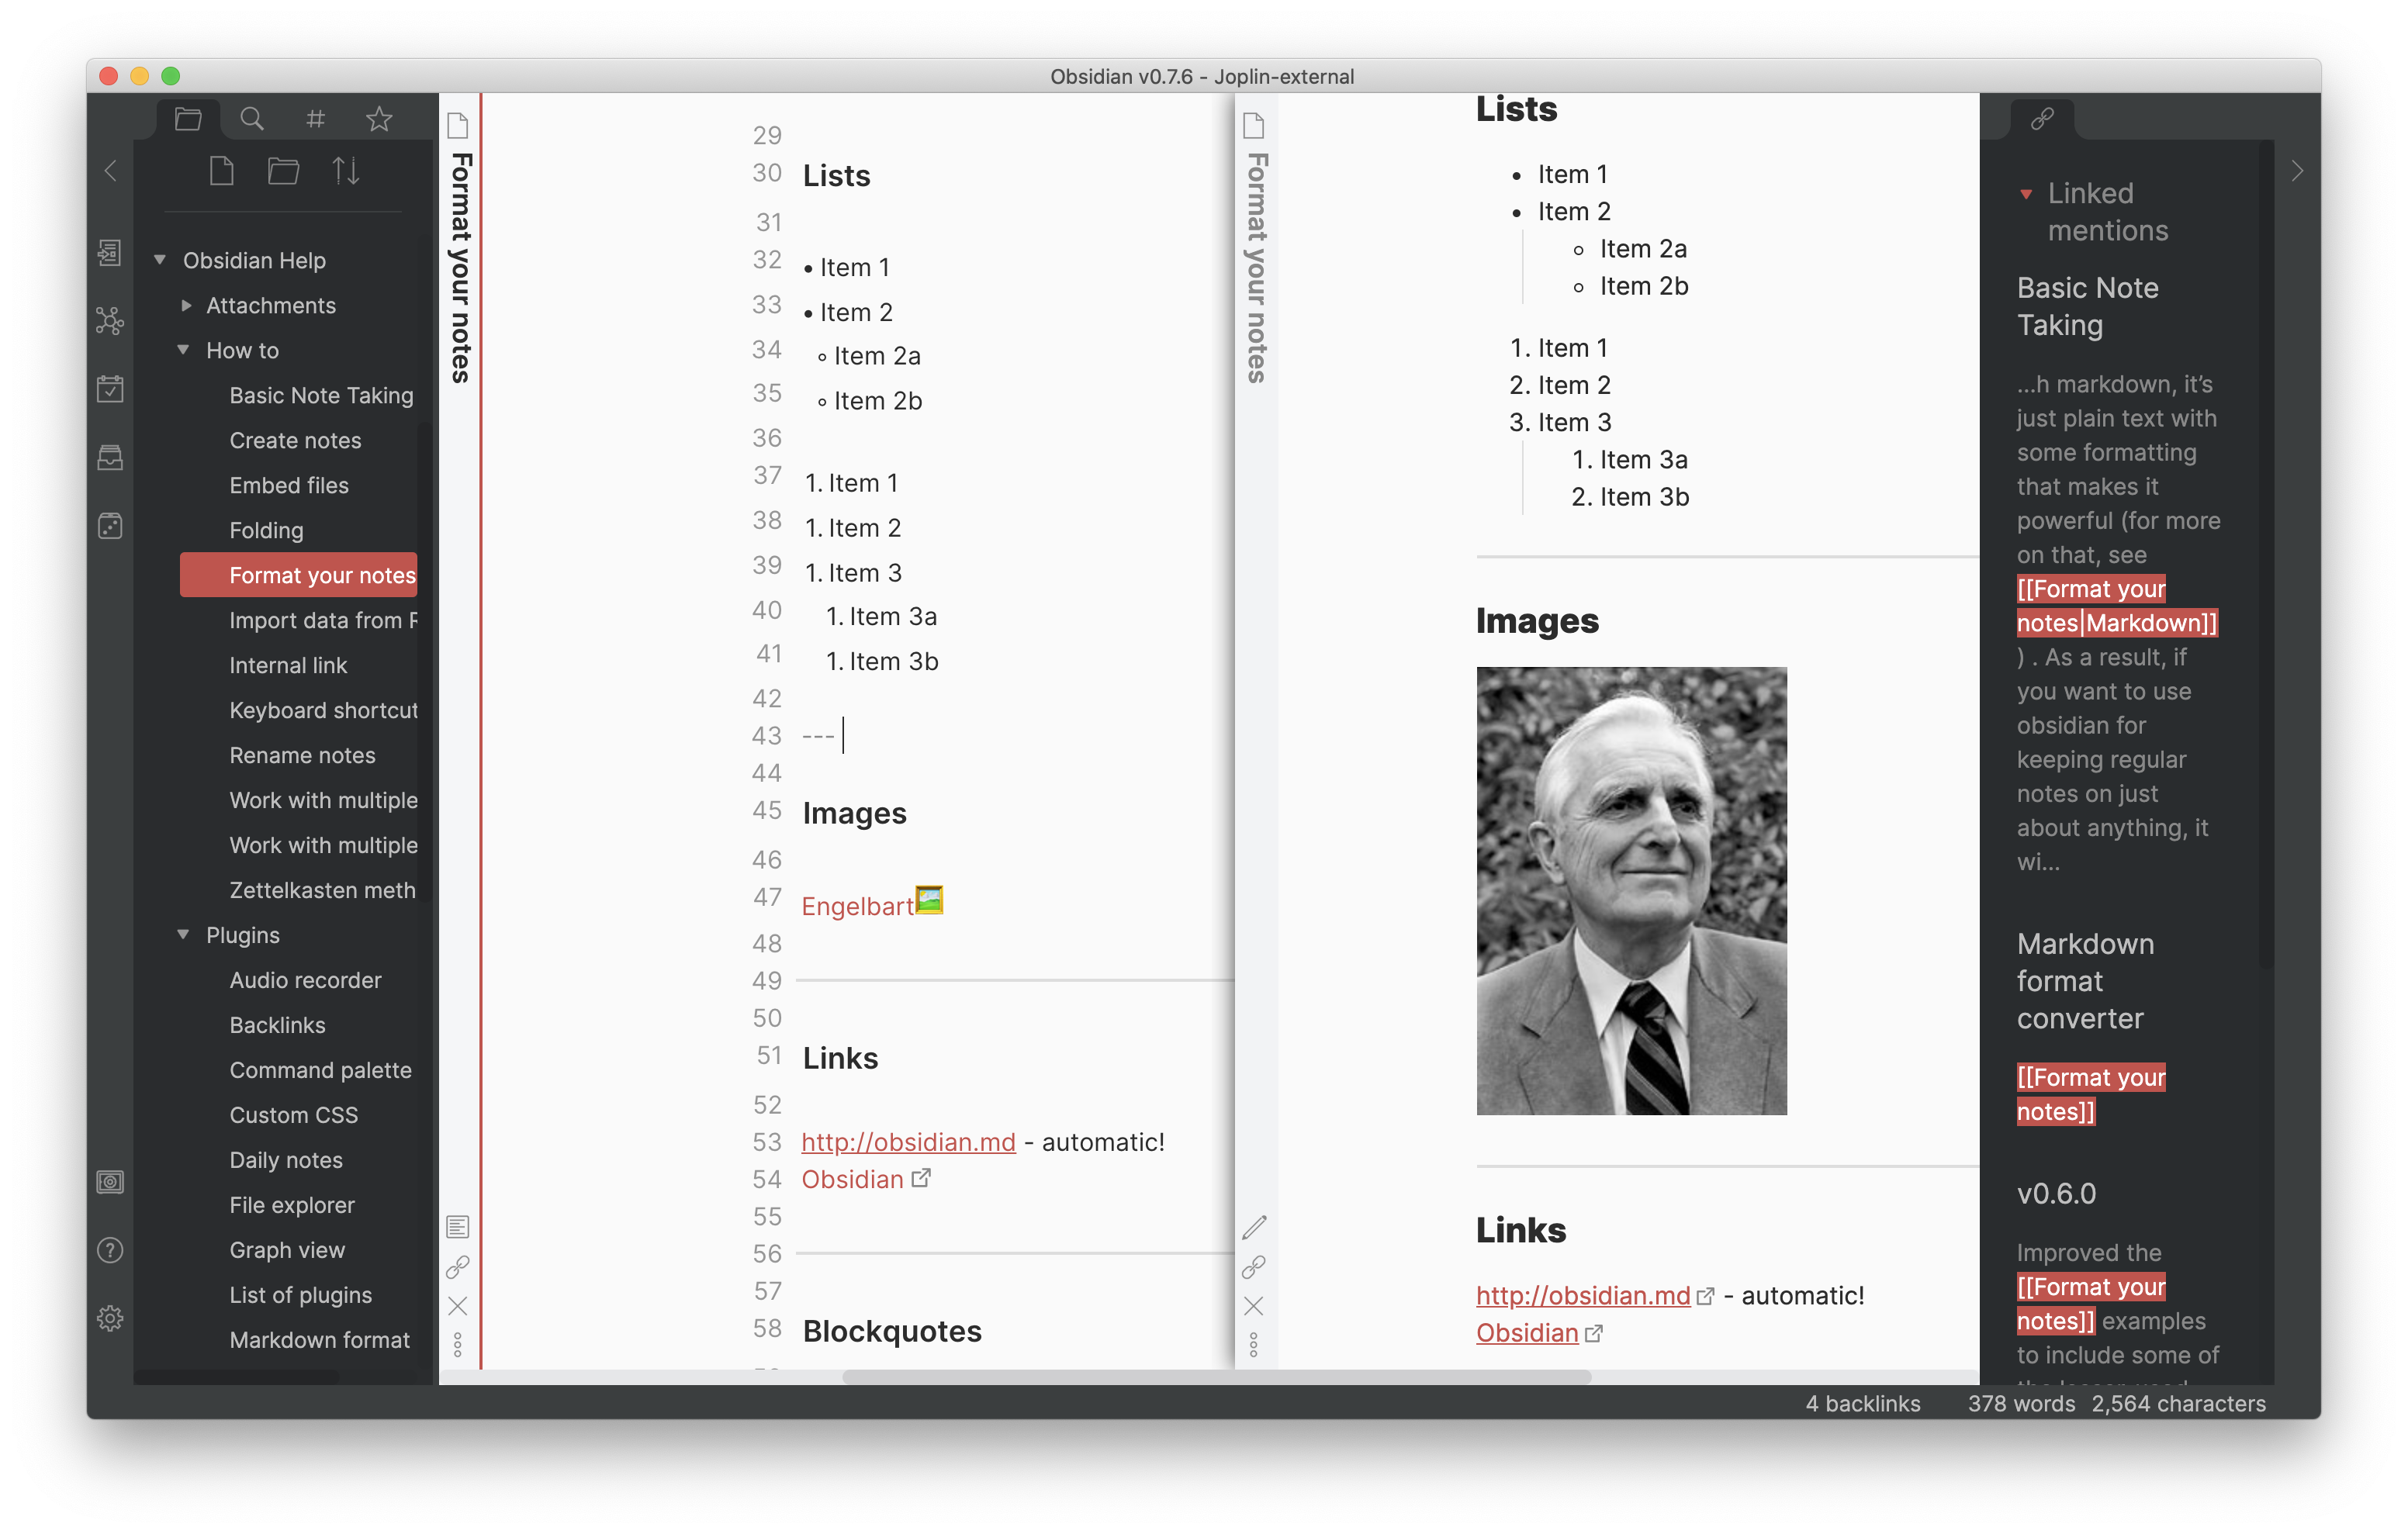 Obsidian v0.7.6 - Joplin-external
Obsidian Help
Attachments
How to
Basic Note Taking
Create notes
Embed files
Folding
Format your notes
Import data from R
Internal link
Keyboard shortcut
Rename notes
Work with multiple
Work with multiple
Zettelkasten meth
Plugins
Audio recorder
Backlinks
Command palette
Custom CSS
Daily notes
File explorer
Graph view
List of plugins
Markdown format
Format your notes
29
30 Lists
31
32 • Item 1
33 • Item 2
34 ◦ Item 2a
35 ◦ Item 2b
36
37 1. Item 1
38 1. Item 2
39 1. Item 3
40 1. Item 3a
41 1. Item 3b
42
43 ---
44
45 Images
46
47 Engelbart
48
49
50
51 Links
52
53 http://obsidian.md - automatic!
54 Obsidian
55
56
57
58 Blockquotes
Format your notes
Lists
• Item 1
• Item 2
◦ Item 2a
◦ Item 2b
1. Item 1
2. Item 2
3. Item 3
1. Item 3a
2. Item 3b
Images
Links
http://obsidian.md - automatic!
Obsidian
Linked
mentions
Basic Note
Taking
...h markdown, it's
just plain text with
some formatting
that makes it
powerful (for more
on that, see
[[Format your
notes|Markdown]]
) . As a result, if
you want to use
obsidian for
keeping regular
notes on just
about anything, it
wi...
Markdown
format
converter
[[Format your
notes]]
v0.6.0
Improved the
[[Format your
notes]] examples
to include some of
4 backlinks 378 words 2,564 characters